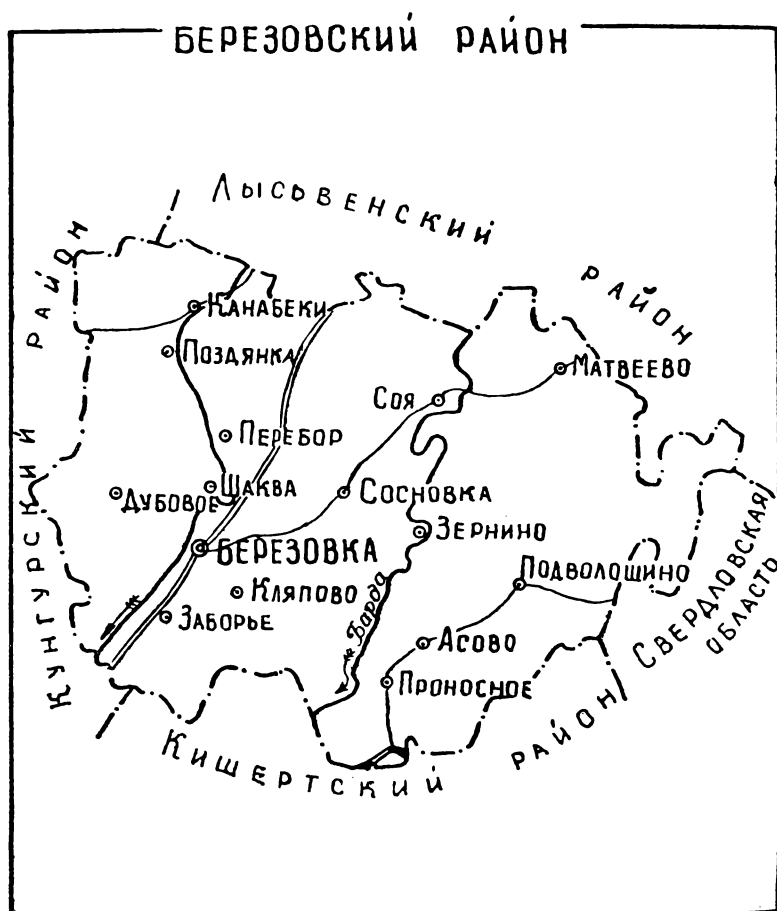 БЕРЕЗОВСКИЙ РАЙОН
ЛЫСЬВЕНСКИЙ РАЙОН
КУНГУРСКИЙ РАЙОН
КАНАБЕКИ
ПОЗДЯНКА
МАТВЕЕВО
СОЯ
ПЕРЕБОР
ШАКВА
ДУБОВОЕ
СОСНОВКА
ЗЕРНИНО
БЕРЕЗОВКА
ПОДВОЛОШИНО
КЛЯПОВО
Барда
ЗАБОРЬЕ
АСОВО
ПРОНОСНОЕ
СВЕРДЛОВСКАЯ
ОБЛАСТЬ
КИШЕРТСКИЙ РАЙОН